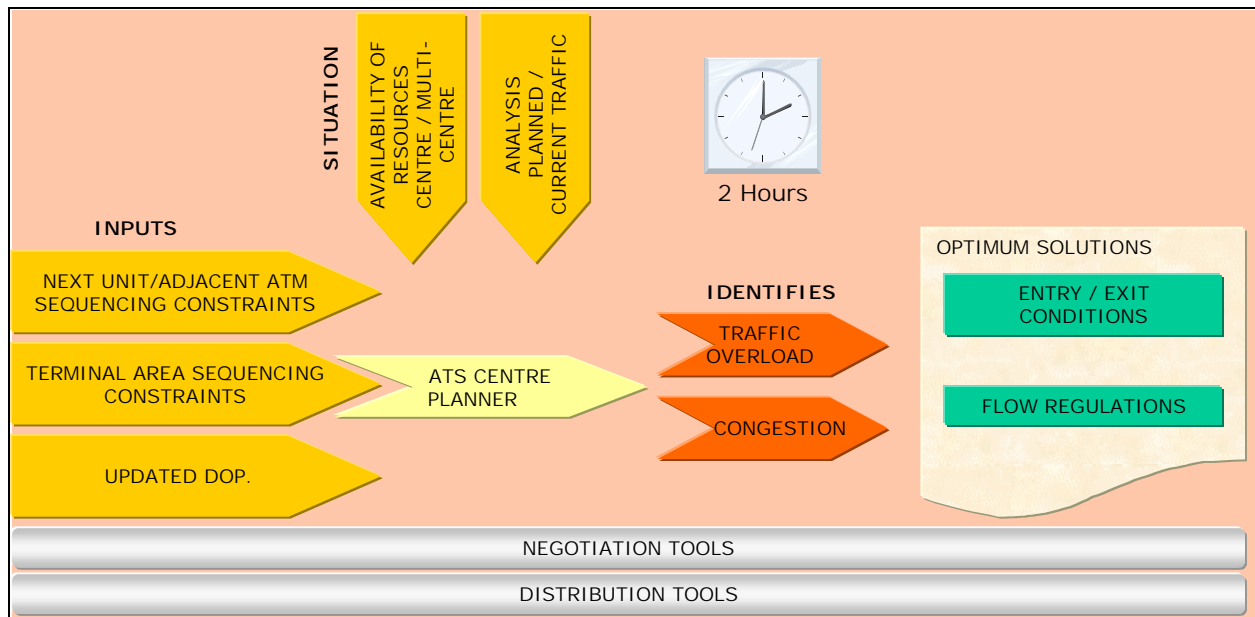 SITUATION
AVAILABILITY OF
RESOURCES
CENTRE / MULTI-
CENTRE
ANALYSIS
PLANNED /
CURRENT TRAFFIC
2 Hours
INPUTS
NEXT UNIT/ADJACENT ATM
SEQUENCING CONSTRAINTS
TERMINAL AREA SEQUENCING
CONSTRAINTS
UPDATED DOP.
ATS CENTRE
PLANNER
IDENTIFIES
TRAFFIC
OVERLOAD
CONGESTION
OPTIMUM SOLUTIONS
ENTRY / EXIT
CONDITIONS
FLOW REGULATIONS
NEGOTIATION TOOLS
DISTRIBUTION TOOLS